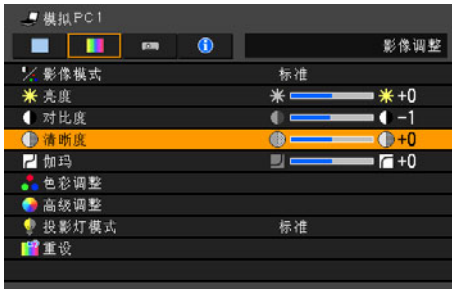 模拟PC1
影像调整
影像模式 标准
亮度 +0
对比度 -1
清晰度 +0
伽玛 +0
色彩调整
高级调整
投影灯模式 标准
重设